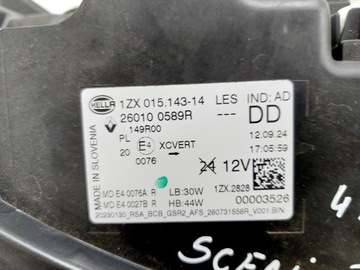 HELLA
1ZX 015.143-14 LES IND: AD
26010 0589R --- DD
149R00
12.09.24
PL E4 XCVERT 17:05:59
20 0076 24 12V
MADE IN SLOVENIA
1ZX.2828
MD E4 0076A R LB:30W 00003526
MD E4 0027B R HB:44W
20230130_RSA_BCB_GSR2_AFS_260731558R_V001.BIN
4